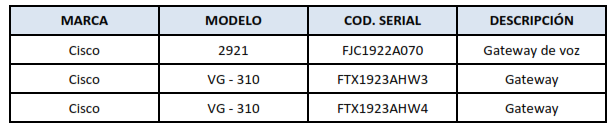 MARCA MODELO COD. SERIAL DESCRIPCIÓN
Cisco 2921 FJC1922A070 Gateway de voz
Cisco VG - 310 FTX1923AHW3 Gateway
Cisco VG - 310 FTX1923AHW4 Gateway